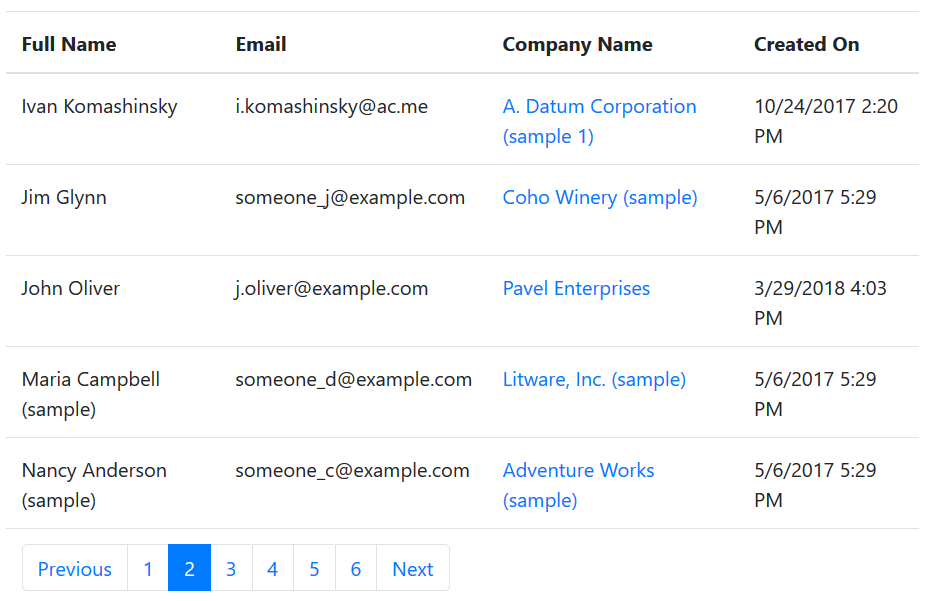 Full Name Email Company Name Created On
Ivan Komashinsky i.komashinsky@ac.me A. Datum Corporation 10/24/2017 2:20
(sample 1) PM
Jim Glynn someone_j@example.com Coho Winery (sample) 5/6/2017 5:29
PM
John Oliver j.oliver@example.com Pavel Enterprises 3/29/2018 4:03
PM
Maria Campbell someone_d@example.com Litware, Inc. (sample) 5/6/2017 5:29
(sample) PM
Nancy Anderson someone_c@example.com Adventure Works 5/6/2017 5:29
(sample) (sample) PM
Previous 1 2 3 4 5 6 Next